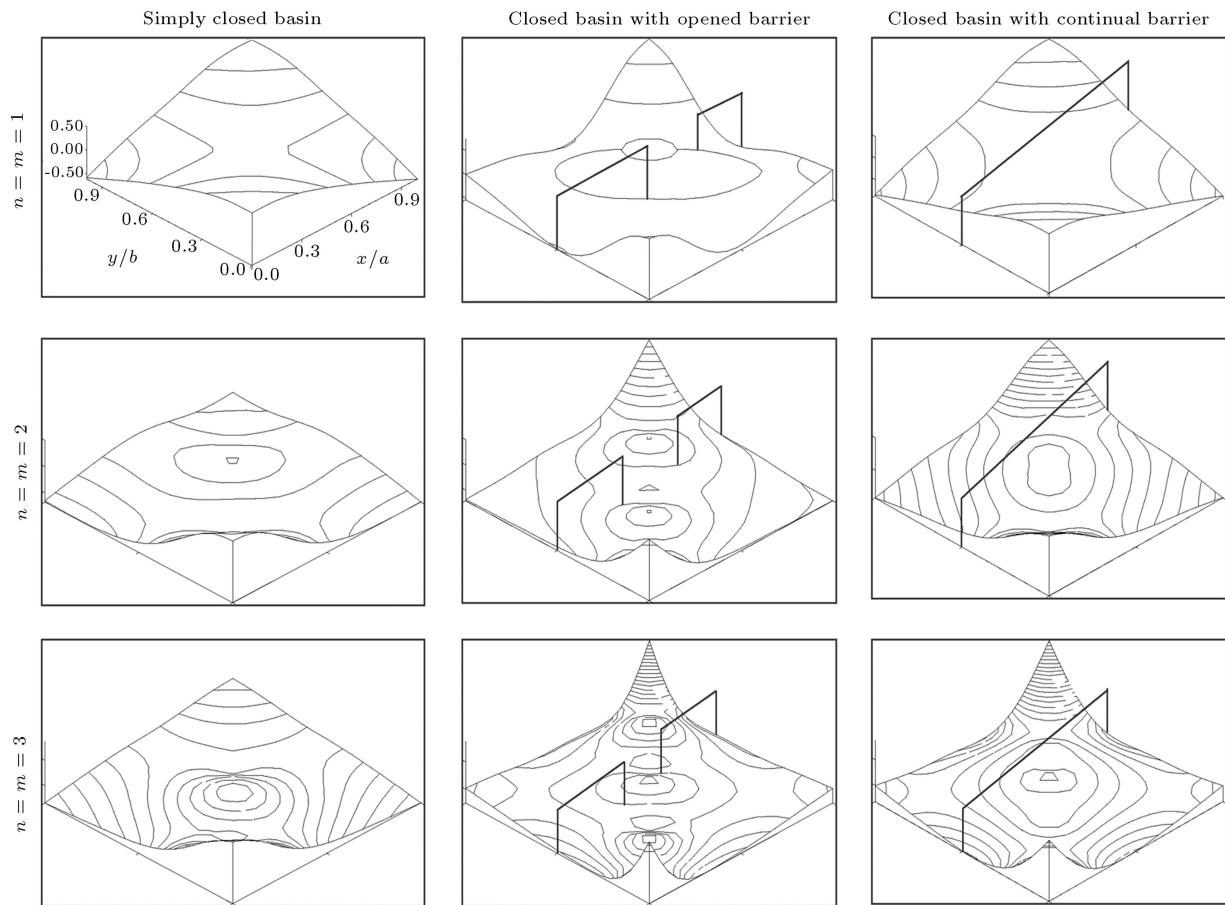 Simply closed basin
Closed basin with opened barrier
Closed basin with continual barrier
n = m = 1
0.50
0.00
-0.50
0.9
0.6
0.3
0.0
y/b
0.0
0.3
0.6
0.9
x/a
n = m = 2
n = m = 3